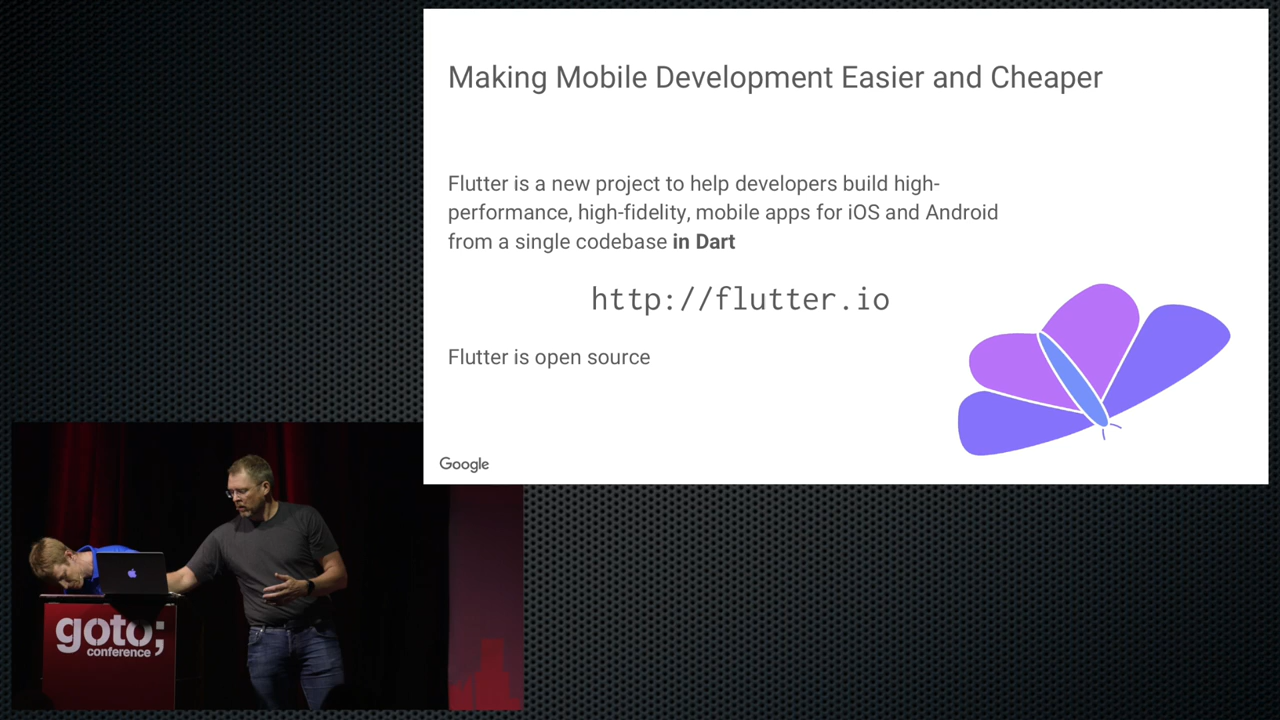 Making Mobile Development Easier and Cheaper
Flutter is a new project to help developers build high-
performance, high-fidelity, mobile apps for iOS and Android
from a single codebase in Dart
http://flutter.io
Flutter is open source
Google
goto;
conference